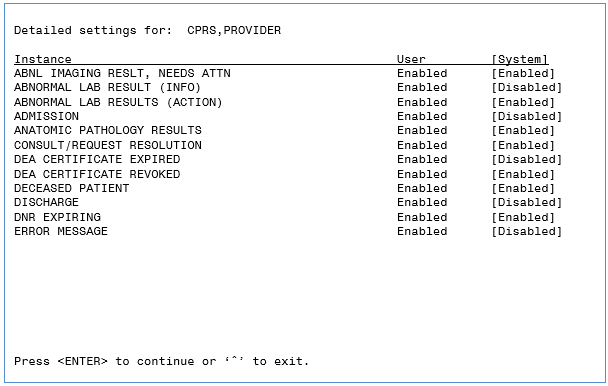 Detailed settings for:  CPRS,PROVIDER
Instance User [System]
ABNL IMAGING RESLT, NEEDS ATTN Enabled [Enabled]
ABNORMAL LAB RESULT (INFO) Enabled [Disabled]
ABNORMAL LAB RESULTS (ACTION) Enabled [Enabled]
ADMISSION Enabled [Disabled]
ANATOMIC PATHOLOGY RESULTS Enabled [Enabled]
CONSULT/REQUEST RESOLUTION Enabled [Enabled]
DEA CERTIFICATE EXPIRED Enabled [Disabled]
DEA CERTIFICATE REVOKED Enabled [Enabled]
DECEASED PATIENT Enabled [Enabled]
DISCHARGE Enabled [Disabled]
DNR EXPIRING Enabled [Enabled]
ERROR MESSAGE Enabled [Disabled]
Press <ENTER> to continue or ‘ˆ’ to exit.